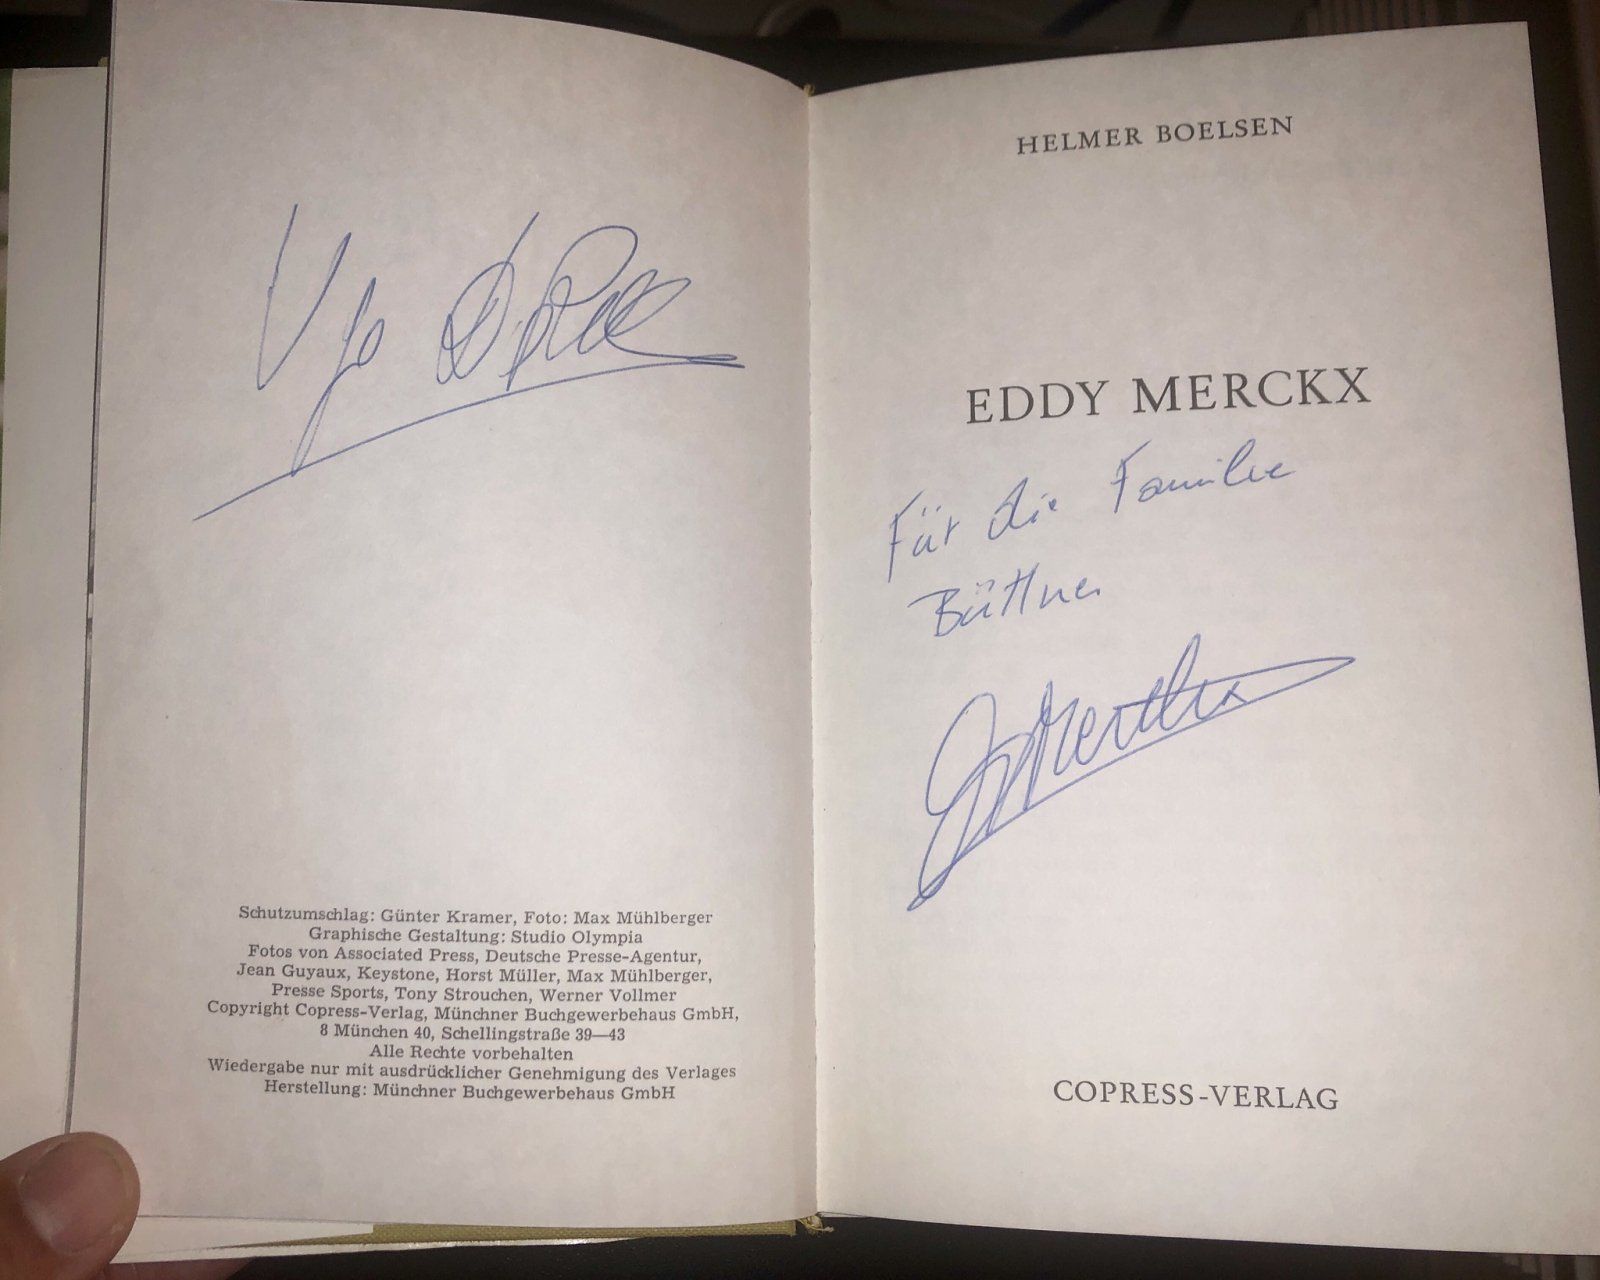 Schutzumschlag: Günter Kramer, Foto: Max Mühlberger
Graphische Gestaltung: Studio Olympia
Fotos von Associated Press, Deutsche Presse-Agentur,
Jean Guyaux, Keystone, Horst Müller, Max Mühlberger,
Presse Sports, Tony Strouchen, Werner Vollmer
Copyright Copress-Verlag, Münchner Buchgewerbehaus GmbH,
8 München 40, Schellingstraße 39—43
Alle Rechte vorbehalten
Wiedergabe nur mit ausdrücklicher Genehmigung des Verlages
Herstellung: Münchner Buchgewerbehaus GmbH
HELMER BOELSEN
EDDY MERCKX
Für die Familie
Büttner
Merckx
COPRESS-VERLAG